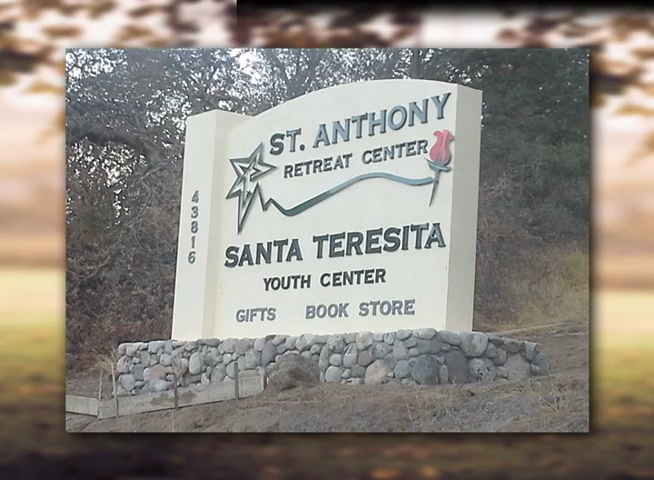 ST. ANTHONY
RETREAT CENTER
43816
SANTA TERESITA
YOUTH CENTER
GIFTS BOOK STORE